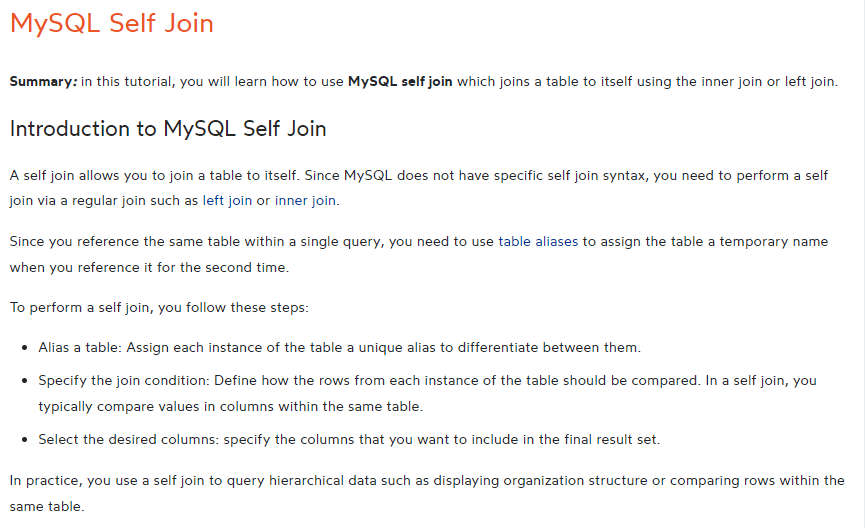 MySQL Self Join
Summary: in this tutorial, you will learn how to use MySQL self join which joins a table to itself using the inner join or left join.
Introduction to MySQL Self Join
A self join allows you to join a table to itself. Since MySQL does not have specific self join syntax, you need to perform a self
join via a regular join such as left join or inner join.
Since you reference the same table within a single query, you need to use table aliases to assign the table a temporary name
when you reference it for the second time.
To perform a self join, you follow these steps:
• Alias a table: Assign each instance of the table a unique alias to differentiate between them.
• Specify the join condition: Define how the rows from each instance of the table should be compared. In a self join, you
typically compare values in columns within the same table.
• Select the desired columns: specify the columns that you want to include in the final result set.
In practice, you use a self join to query hierarchical data such as displaying organization structure or comparing rows within the
same table.